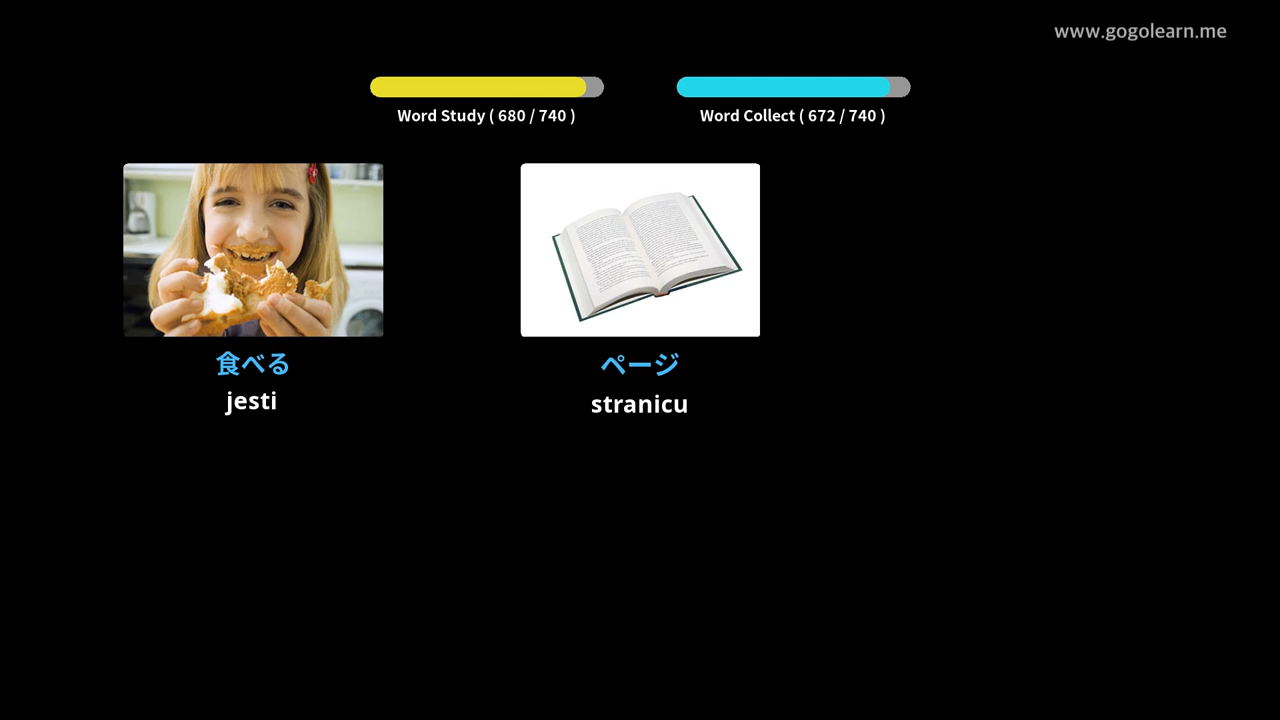 www.gogolearn.me
Word Study ( 680 / 740 )
Word Collect ( 672 / 740 )
食べる
jesti
ページ
stranicu